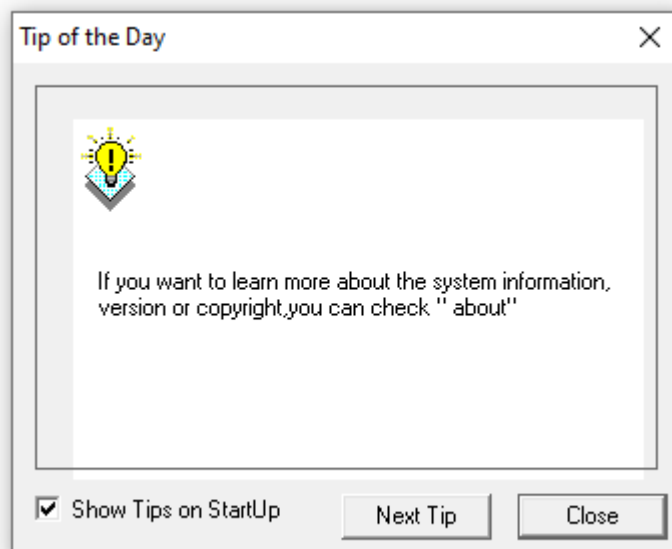 Tip of the Day
If you want to learn more about the system information,
version or copyright,you can check " about"
Show Tips on StartUp
Next Tip
Close